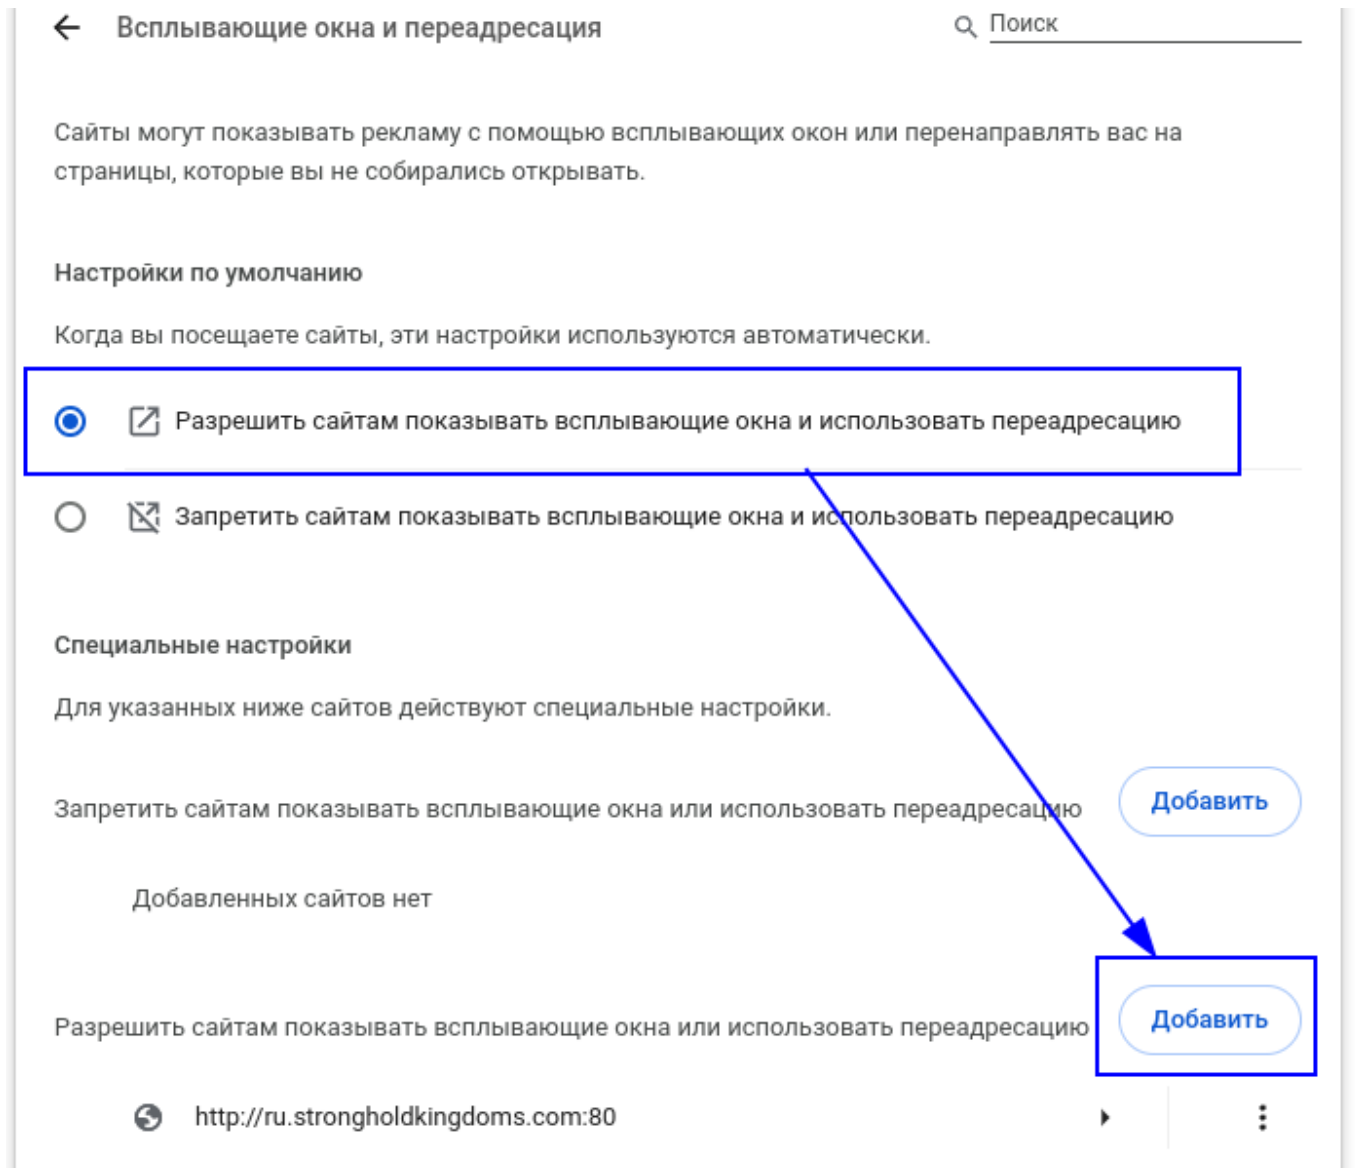 Всплывающие окна и переадресация
Поиск
Сайты могут показывать рекламу с помощью всплывающих окон или перенаправлять вас на
страницы, которые вы не собирались открывать.
Настройки по умолчанию
Когда вы посещаете сайты, эти настройки используются автоматически.
Разрешить сайтам показывать всплывающие окна и использовать переадресацию
Запретить сайтам показывать всплывающие окна и использовать переадресацию
Специальные настройки
Для указанных ниже сайтов действуют специальные настройки.
Запретить сайтам показывать всплывающие окна или использовать переадресацию
Добавить
Добавленных сайтов нет
Разрешить сайтам показывать всплывающие окна или использовать переадресацию
Добавить
http://ru.strongholdkingdoms.com:80